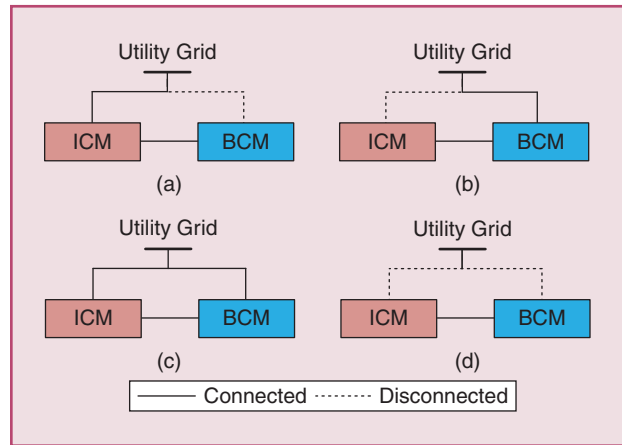 Utility Grid Utility Grid
ICM BCM ICM BCM
(a) (b)
Utility Grid Utility Grid
ICM BCM ICM BCM
(c) (d)
Connected Disconnected